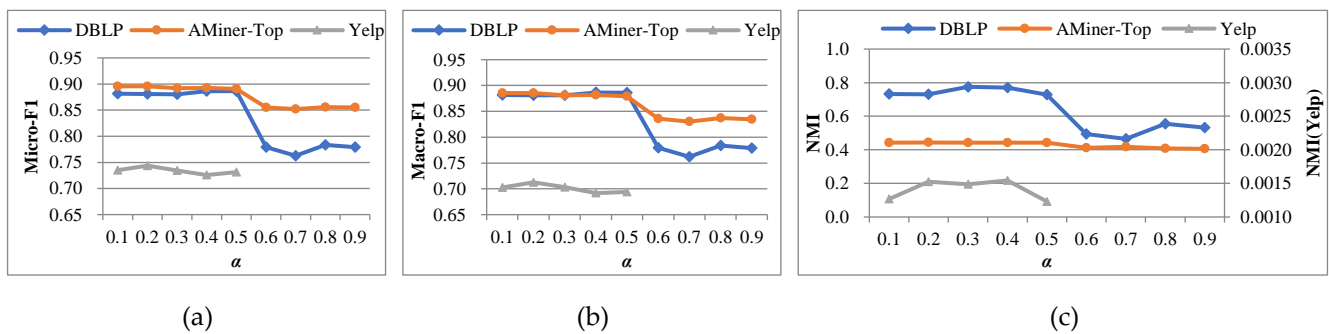 DBLP AMiner-Top Yelp
0.95
0.90
0.85
0.80
0.75
0.70
0.65
Micro-F1
0.1 0.2 0.3 0.4 0.5 0.6 0.7 0.8 0.9
α
(a)
DBLP AMiner-Top Yelp
0.95
0.90
0.85
0.80
0.75
0.70
0.65
Macro-F1
0.1 0.2 0.3 0.4 0.5 0.6 0.7 0.8 0.9
α
(b)
DBLP AMiner-Top Yelp
1.0
0.8
0.6
0.4
0.2
0.0
NMI
0.0035
0.0030
0.0025
0.0020
0.0015
0.0010
NMI(Yelp)
0.1 0.2 0.3 0.4 0.5 0.6 0.7 0.8 0.9
α
(c)